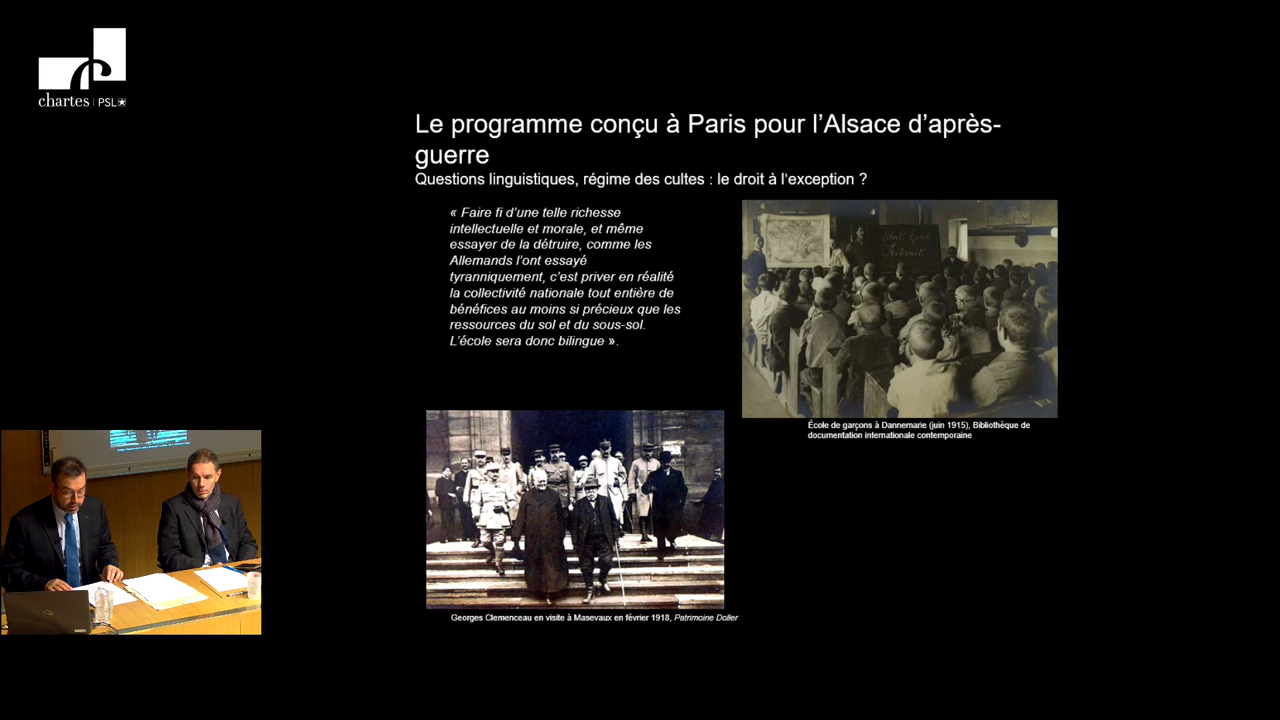 chartes | PSL
Le programme conçu à Paris pour l’Alsace d’après-
guerre
Questions linguistiques, régime des cultes : le droit à l’exception ?
« Faire fi d’une telle richesse
intellectuelle et morale, et même
essayer de la détruire, comme les
Allemands l’ont essayé
tyranniquement, c’est priver en réalité
la collectivité nationale tout entière de
bénéfices au moins si précieux que les
ressources du sol et du sous-sol.
L’école sera donc bilingue ».
École de garçons à Dannemarie (juin 1915), Bibliothèque de
documentation internationale contemporaine
Georges Clemenceau en visite à Masevaux en février 1918, Patrimoine Doller